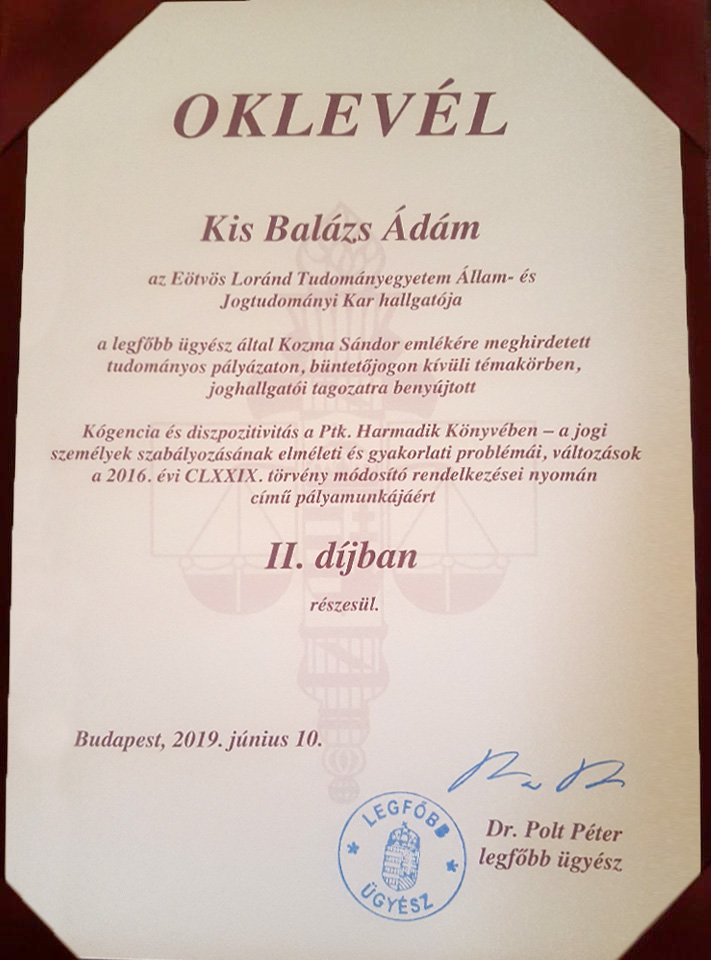 OKLEVÉL
Kis Balázs Ádám
az Eötvös Loránd Tudományegyetem Állam- és
Jogtudományi Kar hallgatója
a legfőbb ügyész által Kozma Sándor emlékére meghirdetett
tudományos pályázaton, büntetőjogon kívüli témakörben,
joghallgatói tagozatra benyújtott
Kógencia és diszpozitivitás a Ptk. Harmadik Könyvében – a jogi
személyek szabályozásának elméleti és gyakorlati problémái, változások
a 2016. évi CLXXIX. törvény módosító rendelkezései nyomán
című pályamunkájáért
II. díjban
részesül.
Budapest, 2019. június 10.
LEGFŐBB
ÜGYÉSZ
Dr. Polt Péter
legfőbb ügyész